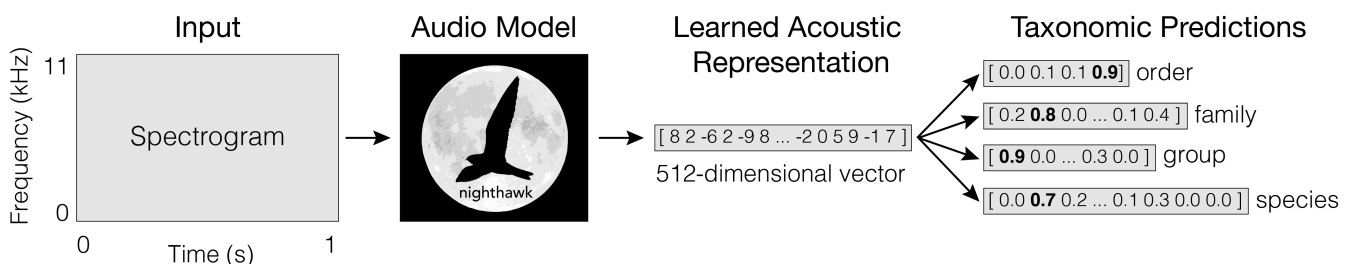 Input
Audio Model
Learned Acoustic
Representation
Taxonomic Predictions
Frequency (kHz)
11
0
Spectrogram
0
1
Time (s)
nighthawk
[ 8 2 -6 2 -9 8 ... -2 0 5 9 -1 7 ]
512-dimensional vector
[ 0.0 0.1 0.1 0.9] order
[ 0.2 0.8 0.0 ... 0.1 0.4 ] family
[ 0.9 0.0 ... 0.3 0.0 ] group
[ 0.0 0.7 0.2 ... 0.1 0.3 0.0 0.0 ] species